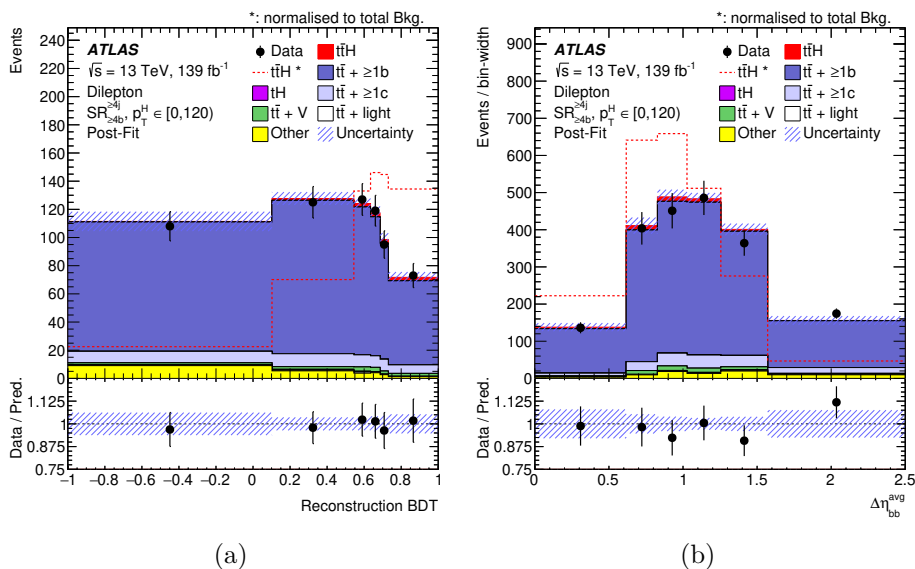 *: normalised to total Bkg.
Events
240
220
200
180
160
140
120
100
80
60
40
20
0
ATLAS
√s = 13 TeV, 139 fb⁻¹
Dilepton
SR≥4b≥4j, pTH ∈ [0,120)
Post-Fit
Data
tt̄H
tt̄H *
tt̄ + ≥1b
tH
tt̄ + ≥1c
tt̄ + V
tt̄ + light
Other
Uncertainty
Data / Pred.
1.125
1
0.875
0.75
−1 −0.8 −0.6 −0.4 −0.2 0 0.2 0.4 0.6 0.8 1
Reconstruction BDT
(a)
*: normalised to total Bkg.
Events / bin-width
900
800
700
600
500
400
300
200
100
0
ATLAS
√s = 13 TeV, 139 fb⁻¹
Dilepton
SR≥4b≥4j, pTH ∈ [0,120)
Post-Fit
Data
tt̄H
tt̄H *
tt̄ + ≥1b
tH
tt̄ + ≥1c
tt̄ + V
tt̄ + light
Other
Uncertainty
Data / Pred.
1.125
1
0.875
0.75
0 0.5 1 1.5 2 2.5
Δηbbavg
(b)